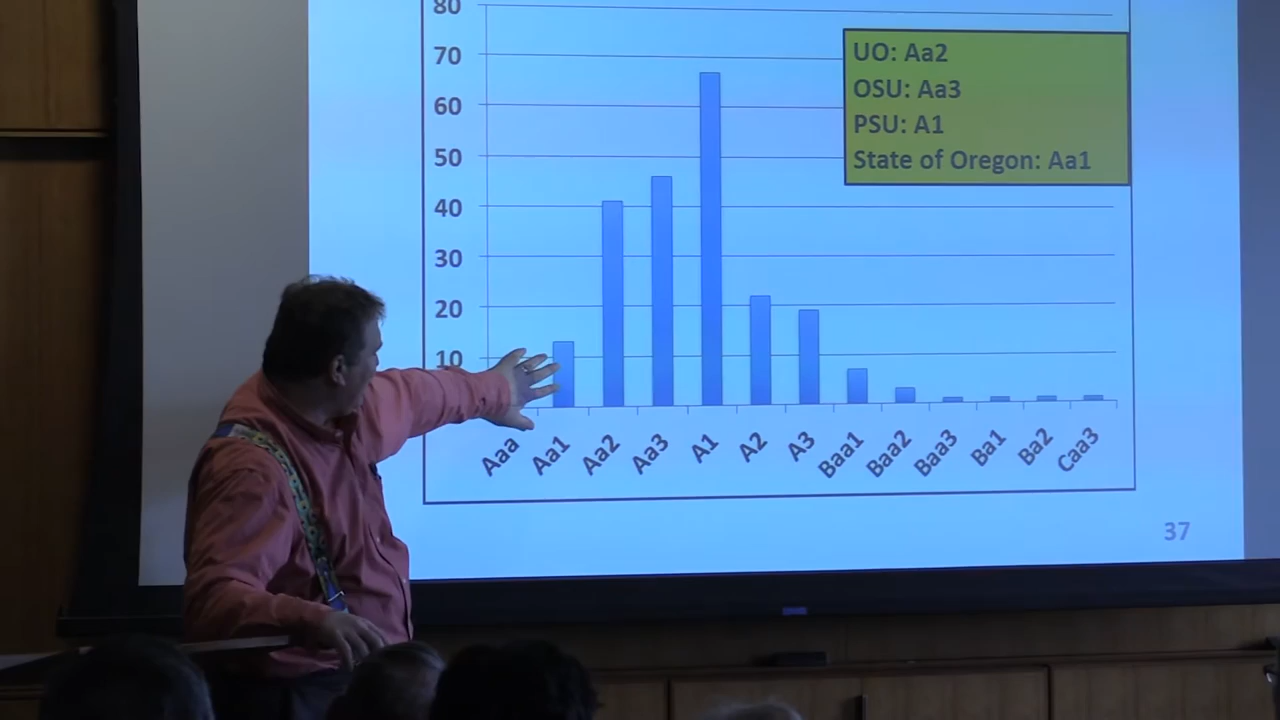 80
70
60
50
40
30
20
10
UO: Aa2
OSU: Aa3
PSU: A1
State of Oregon: Aa1
Aaa
Aa1
Aa2
Aa3
A1
A2
A3
Baa1
Baa2
Baa3
Ba1
Ba2
Caa3
37